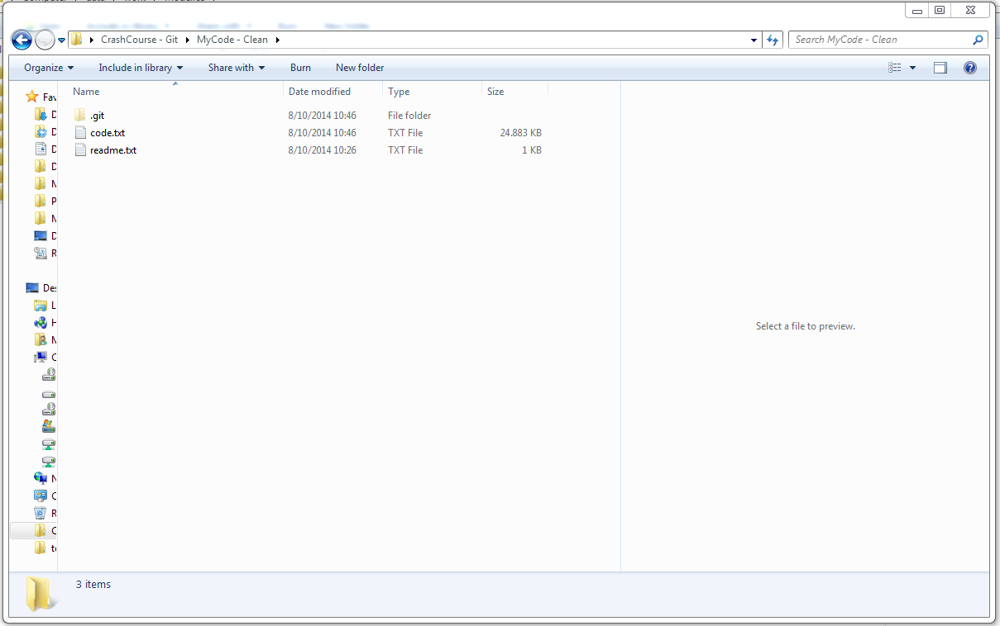 CrashCourse - Git MyCode - Clean Search MyCode - Clean
Organize Include in library Share with Burn New folder
Name Date modified Type Size
.git 8/10/2014 10:46 File folder
code.txt 8/10/2014 10:46 TXT File 24.883 KB
readme.txt 8/10/2014 10:26 TXT File 1 KB
Fav
D
D
D
D
N
P
N
D
R
Des
L
H
N
C
N
C
R
C
te
Select a file to preview.
3 items